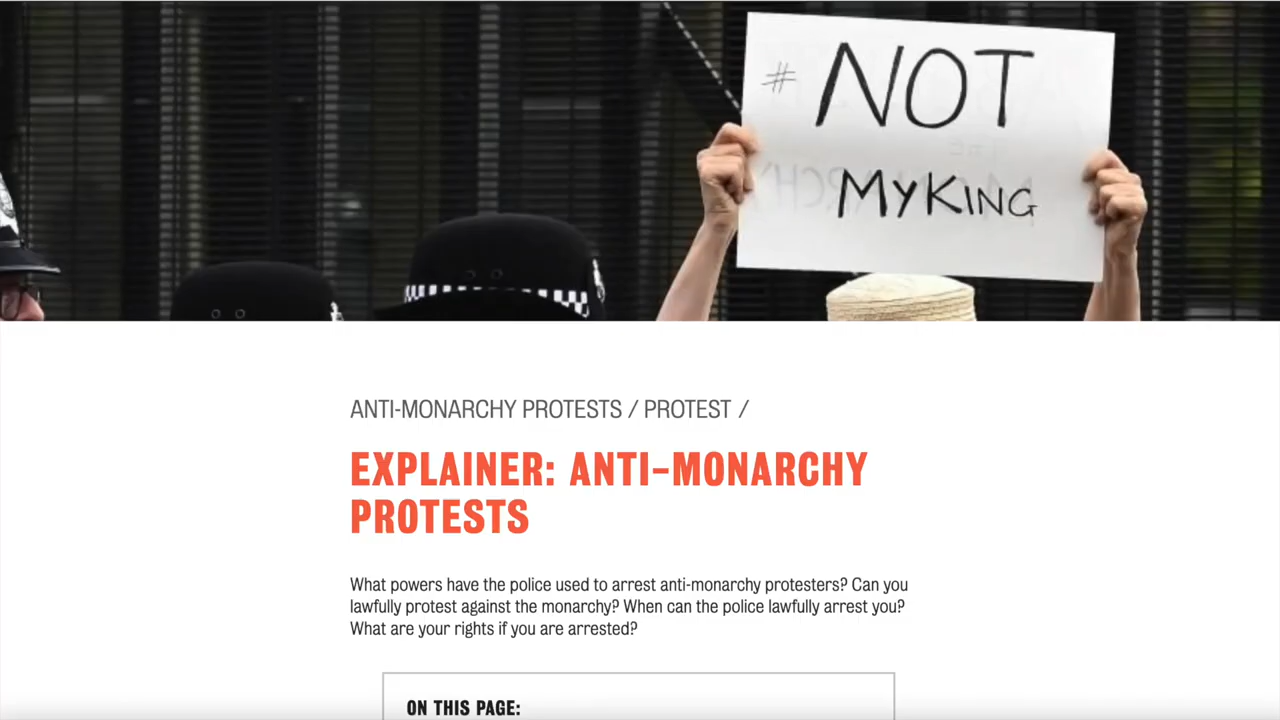 # NOT
MYKING
ANTI-MONARCHY PROTESTS / PROTEST /
EXPLAINER: ANTI-MONARCHY
PROTESTS
What powers have the police used to arrest anti-monarchy protesters? Can you
lawfully protest against the monarchy? When can the police lawfully arrest you?
What are your rights if you are arrested?
ON THIS PAGE: